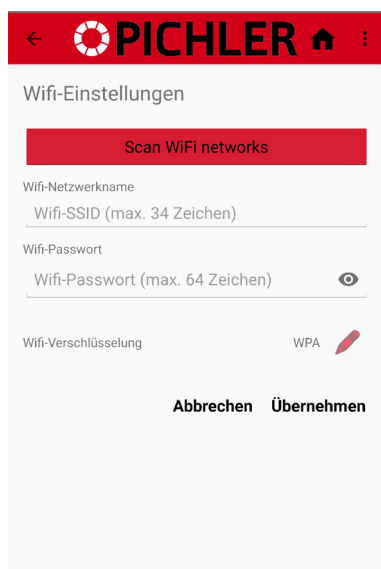 PICHLER
Wifi-Einstellungen
Scan WiFi networks
Wifi-Netzwerkname
Wifi-SSID (max. 34 Zeichen)
Wifi-Passwort
Wifi-Passwort (max. 64 Zeichen)
Wifi-Verschlüsselung WPA
Abbrechen Übernehmen